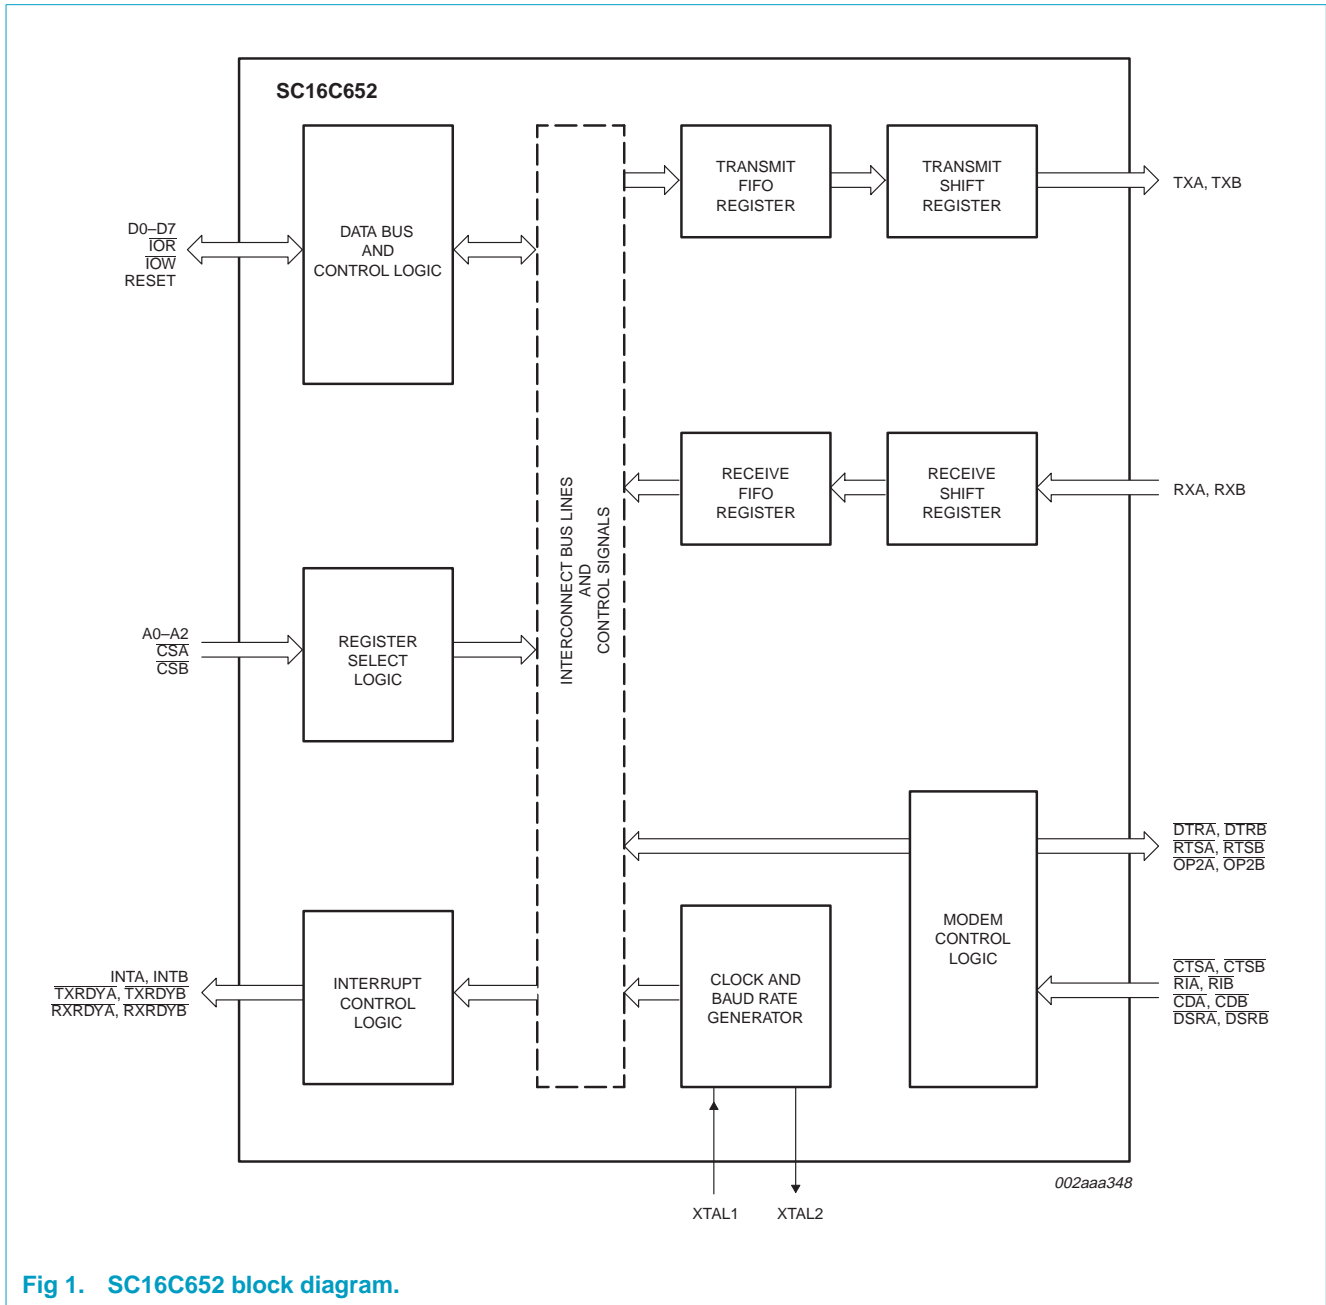 SC16C652
D0–D7
IOR
IOW
RESET
DATA BUS
AND
CONTROL LOGIC
A0–A2
CSA
CSB
REGISTER
SELECT
LOGIC
INTA, INTB
TXRDYA, TXRDYB
RXRDYA, RXRDYB
INTERRUPT
CONTROL
LOGIC
INTERCONNECT BUS LINES
AND
CONTROL SIGNALS
TRANSMIT
FIFO
REGISTER
TRANSMIT
SHIFT
REGISTER
TXA, TXB
RECEIVE
FIFO
REGISTER
RECEIVE
SHIFT
REGISTER
RXA, RXB
CLOCK AND
BAUD RATE
GENERATOR
XTAL1
XTAL2
MODEM
CONTROL
LOGIC
DTRA, DTRB
RTSA, RTSB
OP2A, OP2B
CTSA, CTSB
RIA, RIB
CDA, CDB
DSRA, DSRB
002aaa348
Fig 1. SC16C652 block diagram.